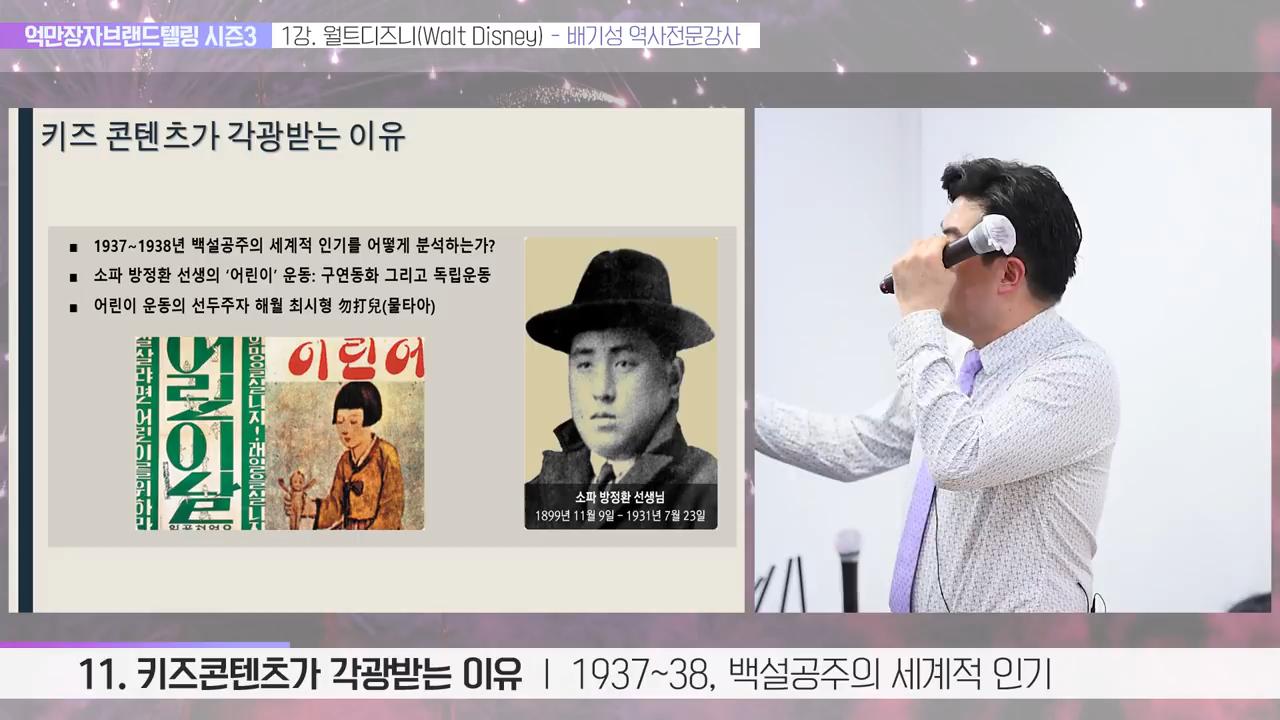 억만장자브랜드텔링 시즌3
1강. 월트디즈니(Walt Disney) - 배기성 역사전문강사
키즈 콘텐츠가 각광받는 이유
■ 1937~1938년 백설공주의 세계적 인기를 어떻게 분석하는가?
■ 소파 방정환 선생의 ‘어린이’ 운동: 구연동화 그리고 독립운동
■ 어린이 운동의 선두주자 해월 최시형 勿打兒(물타아)
어린이날
이린어
소파 방정환 선생님
1899년 11월 9일 – 1931년 7월 23일
11. 키즈콘텐츠가 각광받는 이유 | 1937~38, 백설공주의 세계적 인기